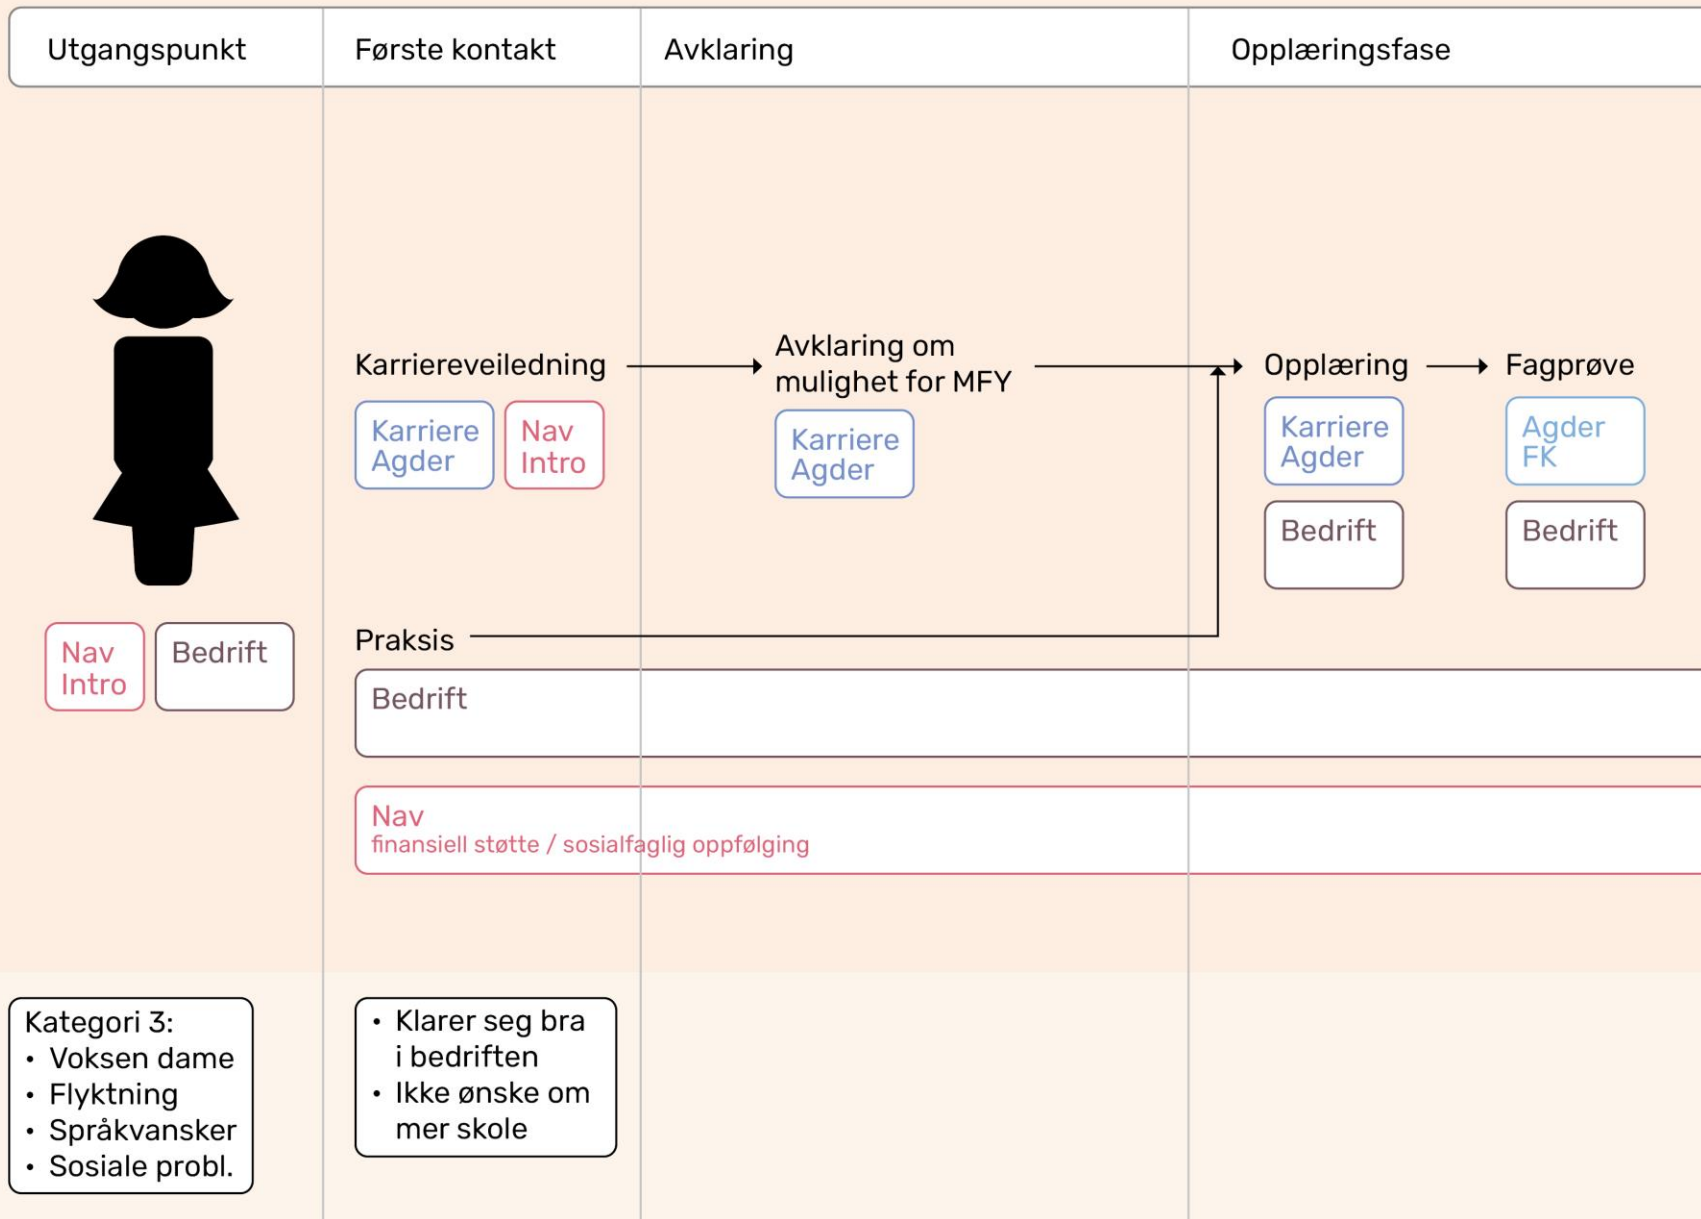 Utgangspunkt
Første kontakt
Avklaring
Opplæringsfase
Karriereveiledning
Karriere
Agder
Nav
Intro
Avklaring om
mulighet for MFY
Karriere
Agder
Opplæring
Karriere
Agder
Bedrift
Fagprøve
Agder
FK
Bedrift
Nav
Intro
Bedrift
Praksis
Bedrift
Nav
finansiell støtte / sosialfaglig oppfølging
Kategori 3:
• Voksen dame
• Flyktning
• Språkvansker
• Sosiale probl.
• Klarer seg bra
i bedriften
• Ikke ønske om
mer skole